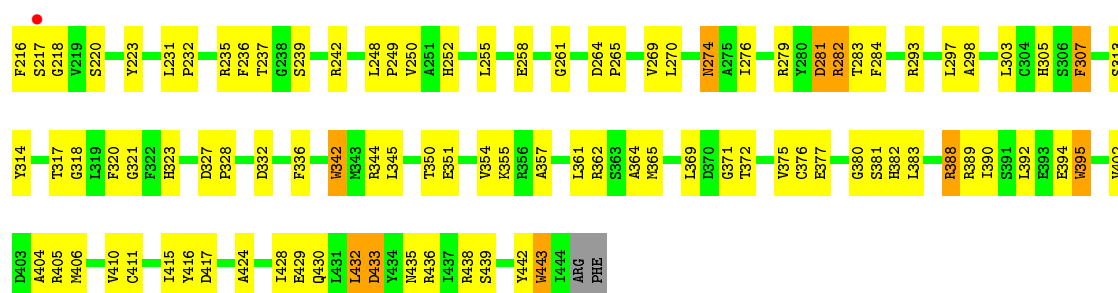 F216 S217 G218 V219 S220 Y223 L231 P232 R235 F236 T237 G238 S239 R242 L248 P249 V250 A251 H252 L255 E258 G261 D264 P265 V269 L270 N274 A275 I276 R279 Y280 D281 R282 T283 F284 R293 L297 A298 L303 C304 H305 S306 F307
Y314 T317 G318 L319 F320 G321 F322 H323 D327 P328 D332 F336 W342 M343 R344 L345 T350 E351 V354 K355 R356 A357 L361 R362 S363 A364 M365 L369 D370 G371 T372 V375 C376 E377 G380 S381 H382 L383 R388 R389 I390 S391 L392 E393 E394 W395
D403 A404 R405 M406 V410 C411 I415 Y416 D417 A424 I428 E429 Q430 L431 L432 D433 Y434 N435 R436 I437 R438 S439 Y442 W443 I444 ARG PHE